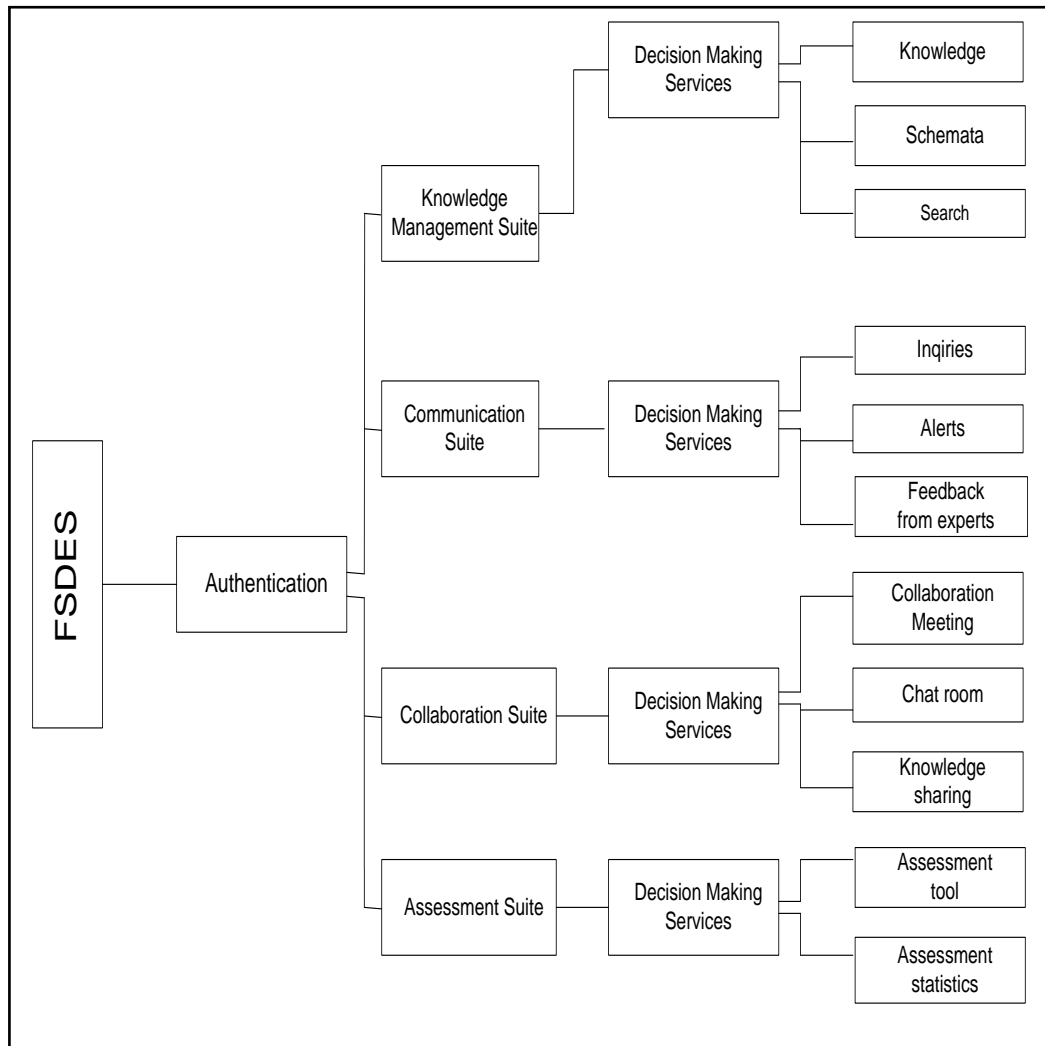 FSDES
Authentication
Knowledge
Management Suite
Decision Making
Services
Knowledge
Schemata
Search
Communication
Suite
Decision Making
Services
Inqiries
Alerts
Feedback
from experts
Collaboration Suite
Decision Making
Services
Collaboration
Meeting
Chat room
Knowledge
sharing
Assessment Suite
Decision Making
Services
Assessment
tool
Assessment
statistics